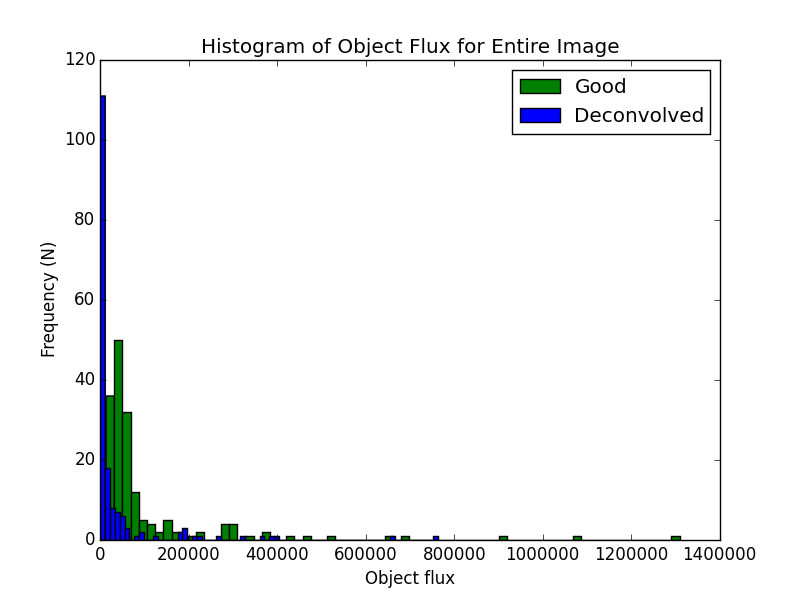 Histogram of Object Flux for Entire Image
Good
Deconvolved
120
100
80
60
40
20
0
Frequency (N)
0 200000 400000 600000 800000 1000000 1200000 1400000
Object flux